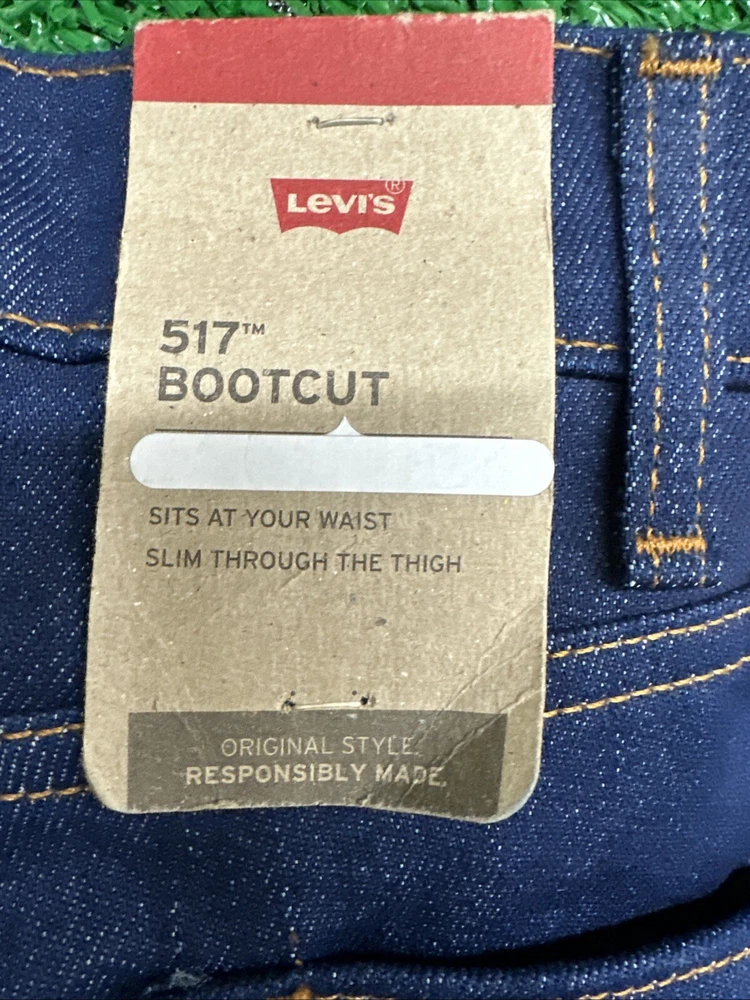 LEVI'S®
517™
BOOTCUT
SITS AT YOUR WAIST
SLIM THROUGH THE THIGH
ORIGINAL STYLE.
RESPONSIBLY MADE.